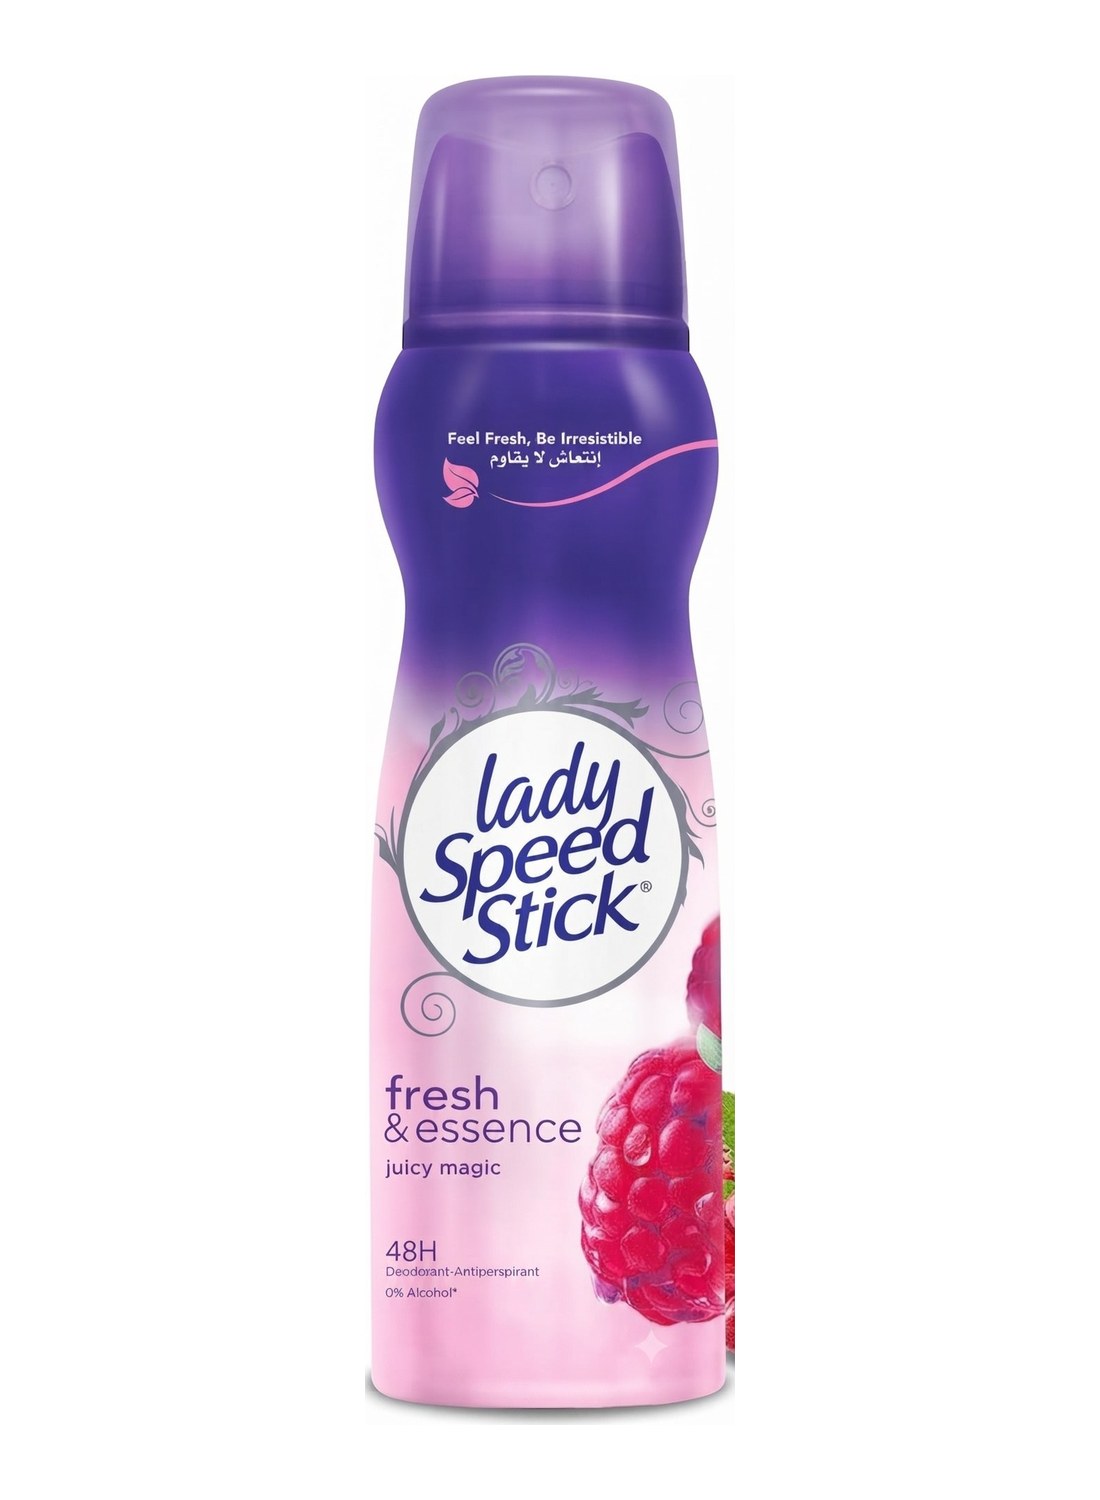 Feel Fresh, Be Irresistible
إنتعاش لا يقاوم
lady
Speed
Stick®
fresh
& essence
juicy magic
48H
Deodorant-Antiperspirant
0% Alcohol*